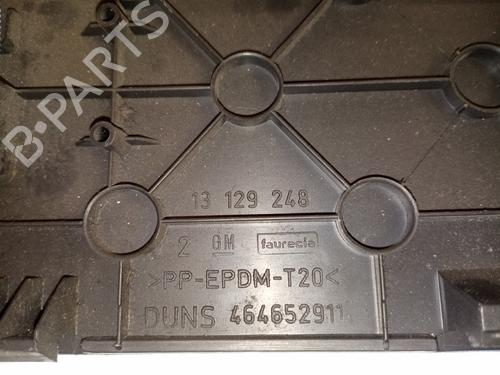 B-PARTS
13 129 248
2 GM faurecia
>PP-EPDM-T20<
DUNS 464652911